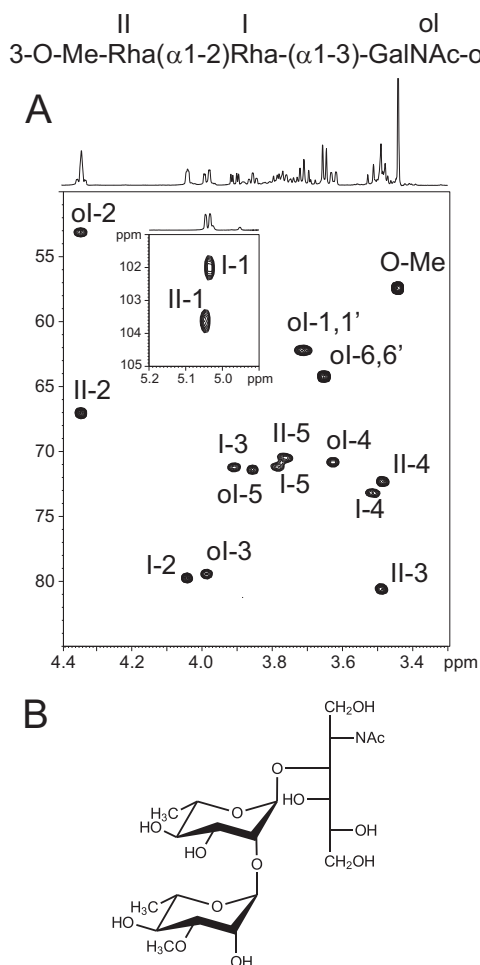 II I ol
3-O-Me-Rha(α1-2)Rha-(α1-3)-GalNAc-o
A
ol-2
ppm
I-1
II-1
102
103
104
105
5.2 5.1 5.0 ppm
O-Me
ol-1,1’
ol-6,6’
II-2
I-3
II-5
ol-4
II-4
ol-5
I-5
I-4
I-2
ol-3
II-3
55
60
65
70
75
80
4.4 4.2 4.0 3.8 3.6 3.4 ppm
B
CH₂OH
NAc
O
HO
OH
CH₂OH
H₃C
O
HO
HO
O
H₃C
O
HO
H₃CO
OH